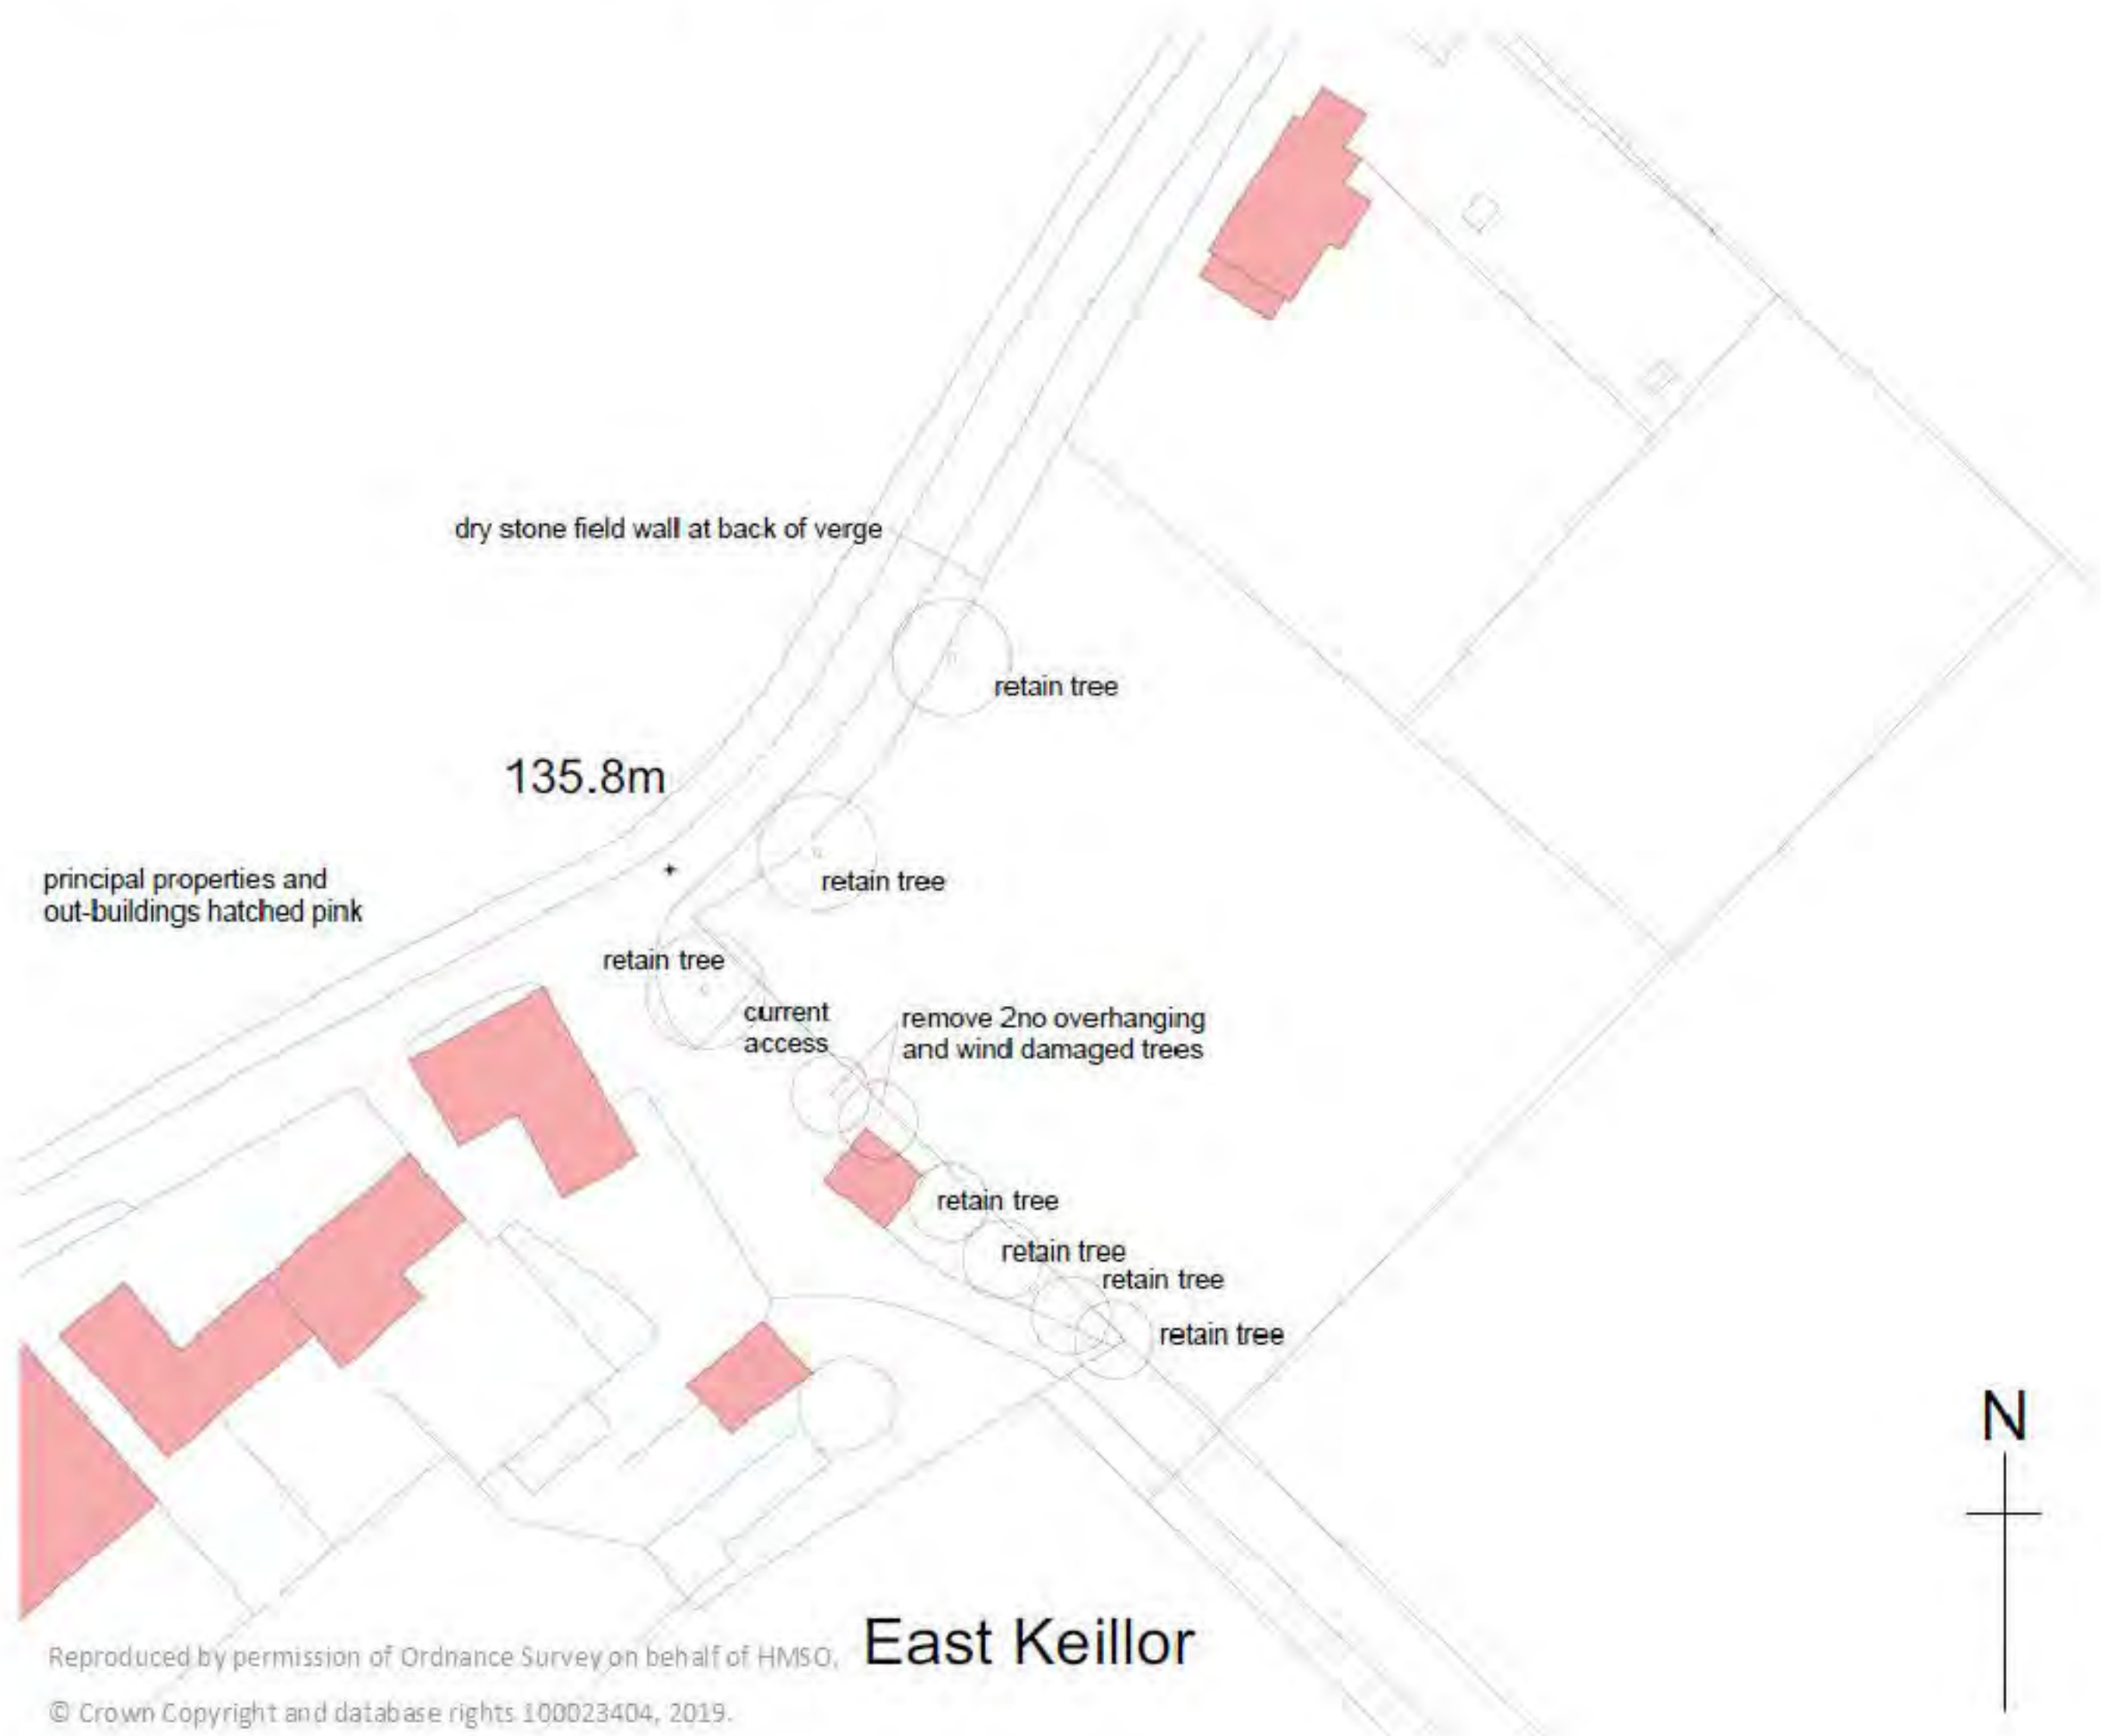 dry stone field wall at back of verge
retain tree
135.8m
principal properties and
out-buildings hatched pink
retain tree
retain tree
current
access
remove 2no overhanging
and wind damaged trees
retain tree
retain tree
retain tree
retain tree
N
East Keillor
Reproduced by permission of Ordnance Survey on behalf of HMSO.
© Crown Copyright and database rights 100023404, 2019.